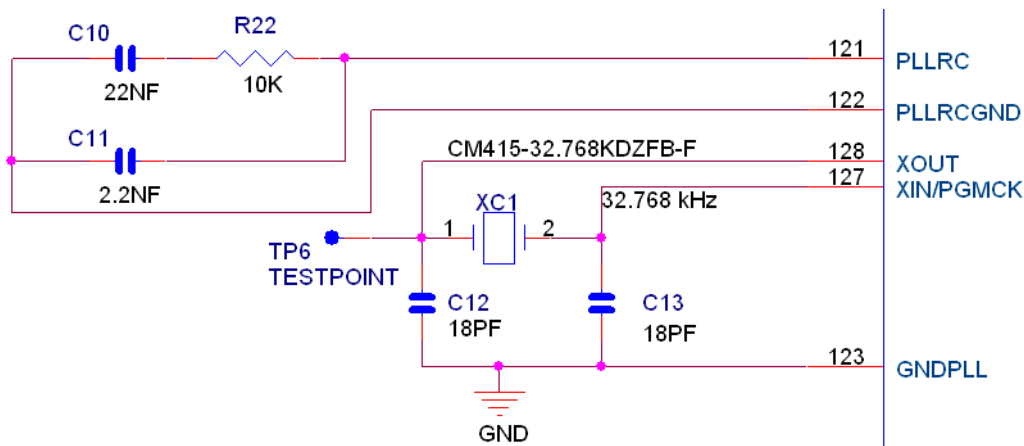 C10
22NF
R22
10K
C11
2.2NF
121
PLLRC
122
PLLRCGND
CM415-32.768KDZFB-F
128
XOUT
127
XIN/PGMCK
32.768 kHz
XC1
1
2
TP6
TESTPOINT
C12
18PF
C13
18PF
123
GNDPLL
GND